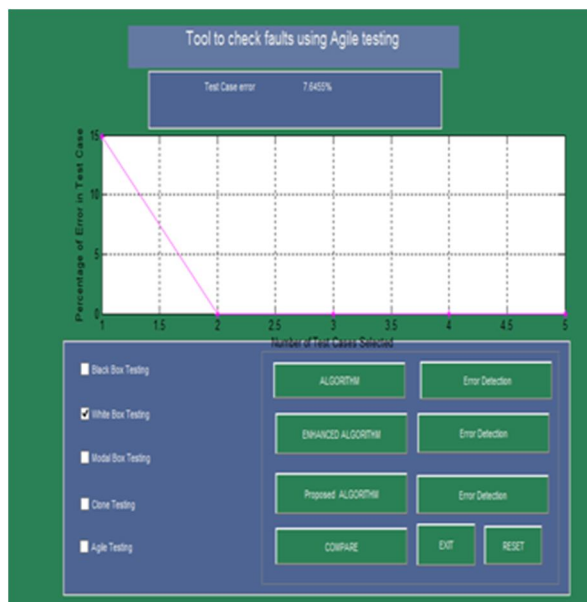 Tool to check faults using Agile testing
Test Case error 7.6455%
Percentage of Error in Test Case
15
10
5
0
1 1.5 2 2.5 3 3.5 4 4.5 5
Number of Test Cases Selected
Black Box Testing
White Box Testing
Modal Box Testing
Clone Testing
Agile Testing
ALGORITHM Error Detection
ENHANCED ALGORITHM Error Detection
Proposed ALGORITHM Error Detection
COMPARE EXIT RESET